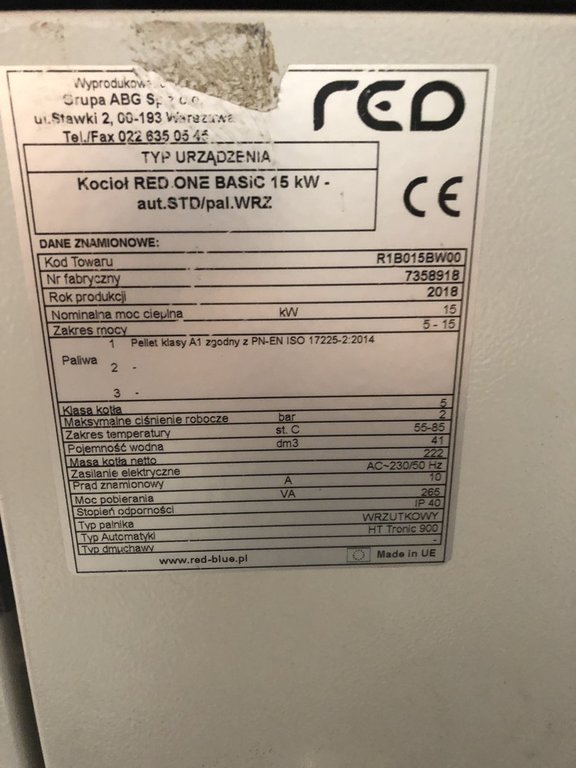 RED
Grupa ABG Sp. z o.o.
ul.Stawki 2, 00-193 Warszawa
Tel./Fax 022 635 05 45
TYP URZĄDZENIA
Kocioł RED.ONE BASiC 15 kW -
aut.STD/pal.WRZ
CE
DANE ZNAMIONOWE:
Kod Towaru R1B015BW00
Nr fabryczny 7358918
Rok produkcji 2018
Nominalna moc cieplna kW 15
Zakres mocy 5 - 15
Paliwa
1 Pellet klasy A1 zgodny z PN-EN ISO 17225-2:2014
2 -
3 -
Klasa kotła 5
Maksymalne ciśnienie robocze bar 2
Zakres temperatury st. C 55-85
Pojemność wodna dm3 41
Masa kotła netto 222
Zasilanie elektryczne AC~230/50 Hz
Prąd znamionowy A 10
Moc pobierania VA 265
Stopień odporności IP 40
Typ palnika WRZUTKOWY
Typ Automatyki HT Tronic 900
Typ dmuchawy -
www.red-blue.pl
Made in UE